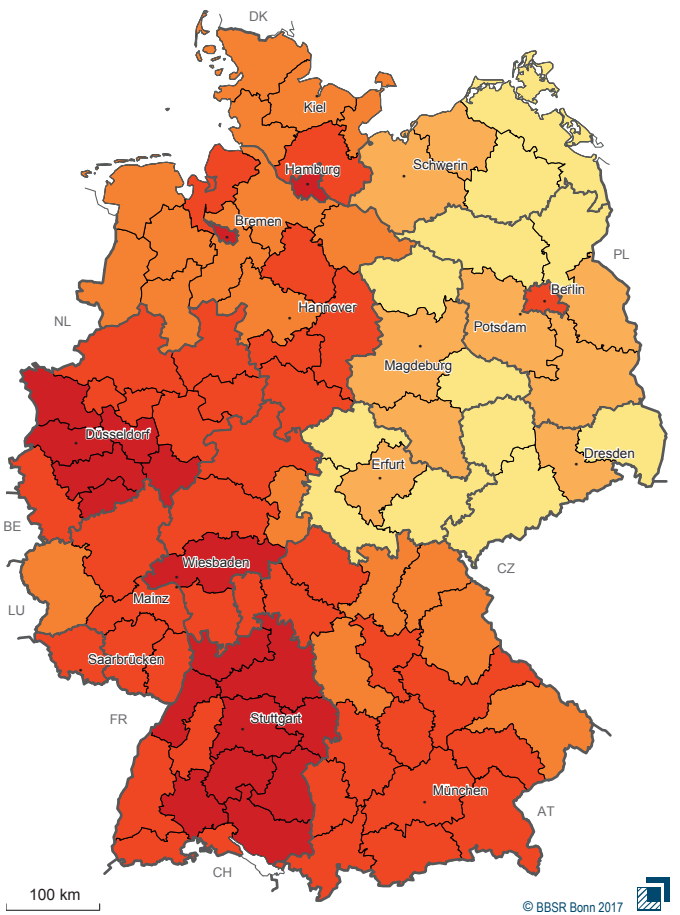 DK
Kiel
Schwerin
Hamburg
Bremen
PL
Berlin
NL
Hannover
Potsdam
Magdeburg
Düsseldorf
Dresden
Erfurt
BE
Wiesbaden
CZ
LU
Mainz
Saarbrücken
FR
Stuttgart
München
AT
CH
100 km
© BBSR Bonn 2017